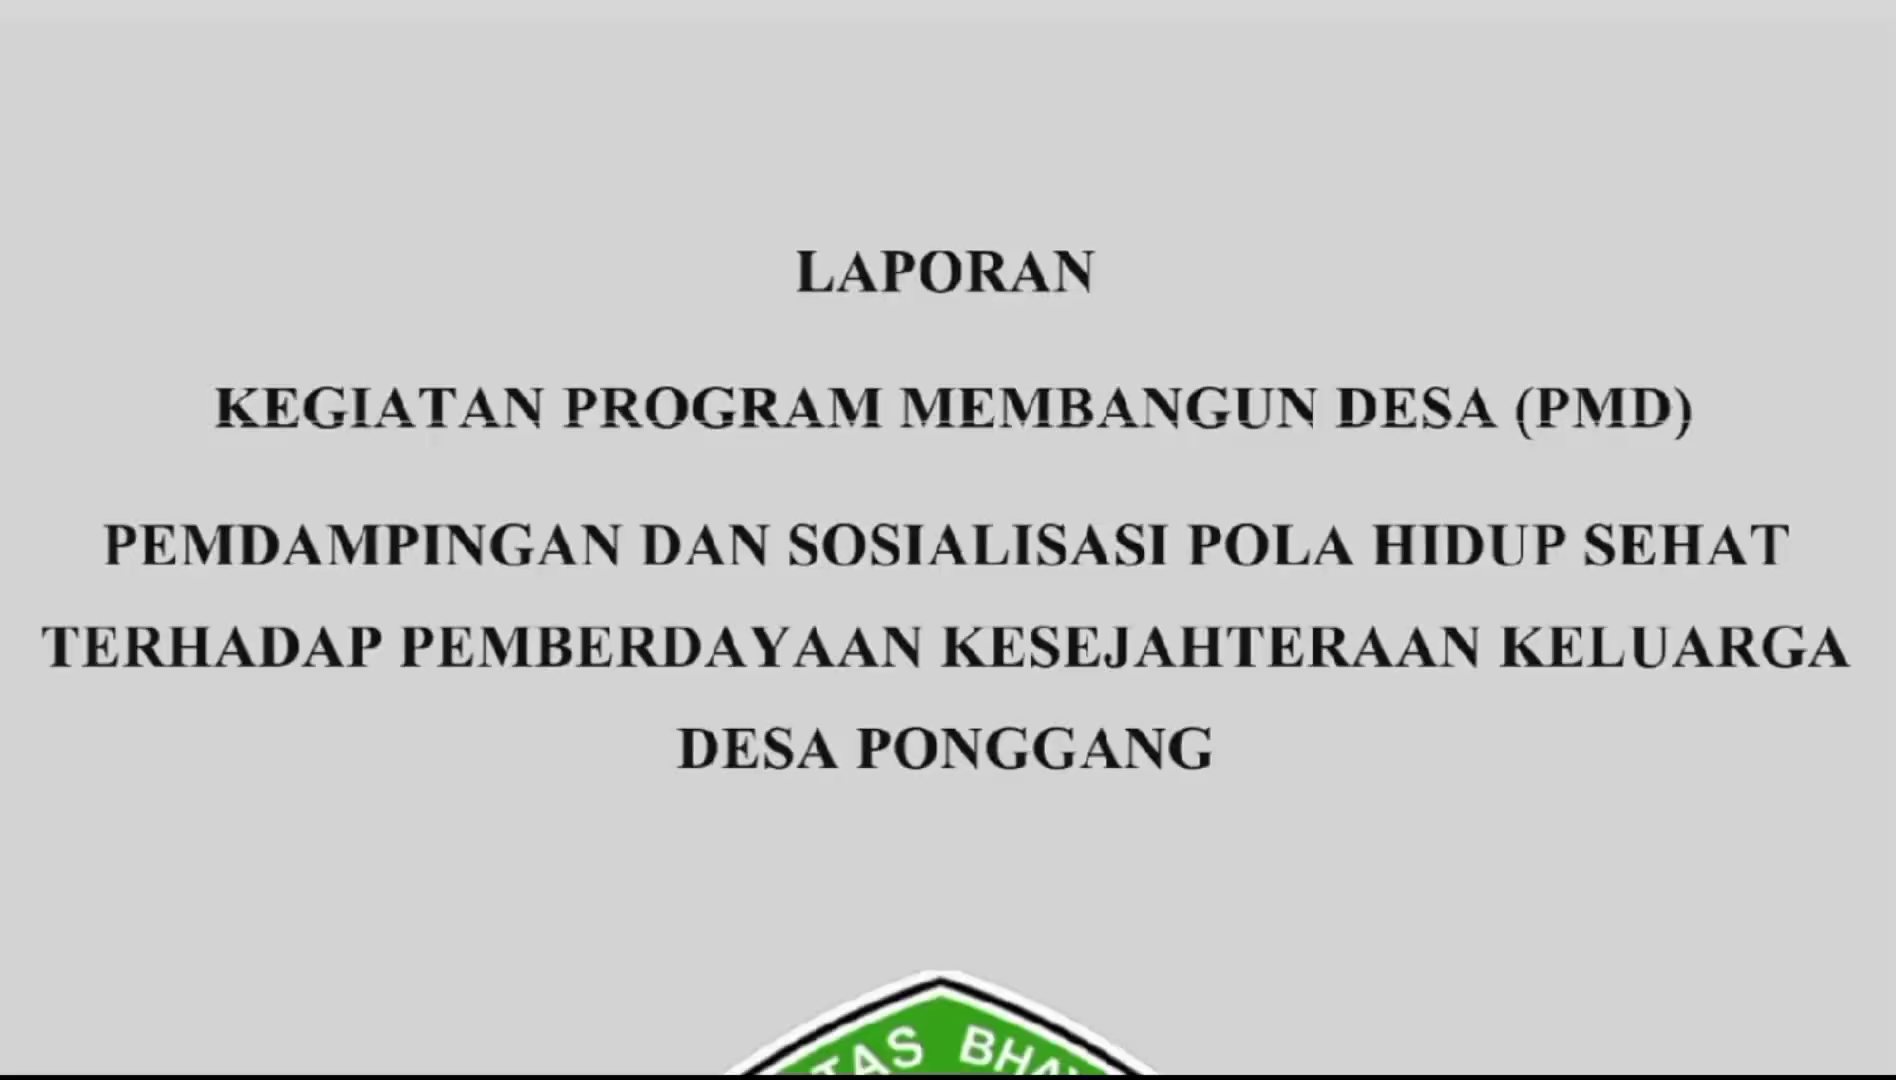 LAPORAN
KEGIATAN PROGRAM MEMBANGUN DESA (PMD)
PEMDAMPINGAN DAN SOSIALISASI POLA HIDUP SEHAT
TERHADAP PEMBERDAYAAN KESEJAHTERAAN KELUARGA
DESA PONGGANG